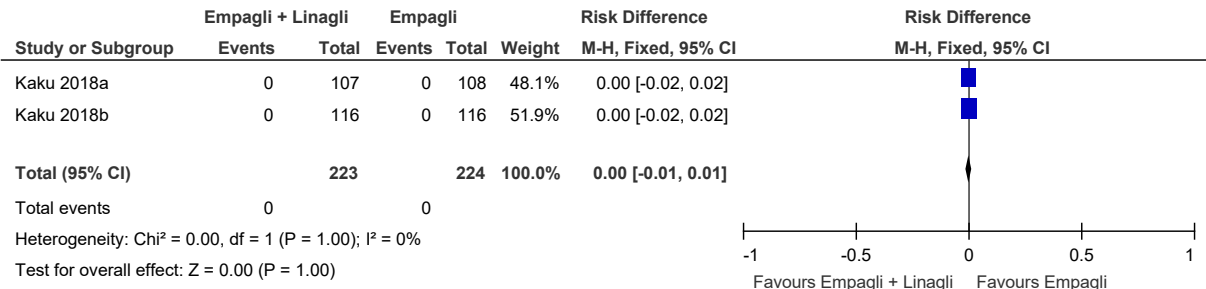 Empagli + Linagli Empagli Risk Difference Risk Difference
Study or Subgroup Events Total Events Total Weight M-H, Fixed, 95% CI M-H, Fixed, 95% CI
Kaku 2018a 0 107 0 108 48.1% 0.00 [-0.02, 0.02]
Kaku 2018b 0 116 0 116 51.9% 0.00 [-0.02, 0.02]
Total (95% CI) 223 224 100.0% 0.00 [-0.01, 0.01]
Total events 0 0
Heterogeneity: Chi² = 0.00, df = 1 (P = 1.00); I² = 0%
Test for overall effect: Z = 0.00 (P = 1.00)
-1 -0.5 0 0.5 1
Favours Empagli + Linagli Favours Empagli